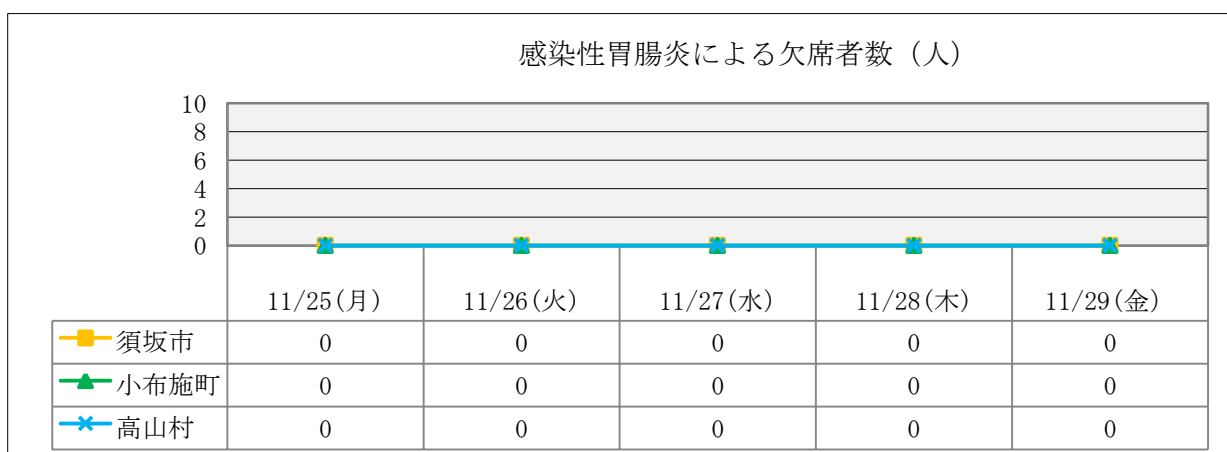 感染性胃腸炎による欠席者数（人）
10
8
6
4
2
0
11/25(月) 11/26(火) 11/27(水) 11/28(木) 11/29(金)
須坂市 0 0 0 0 0
小布施町 0 0 0 0 0
高山村 0 0 0 0 0